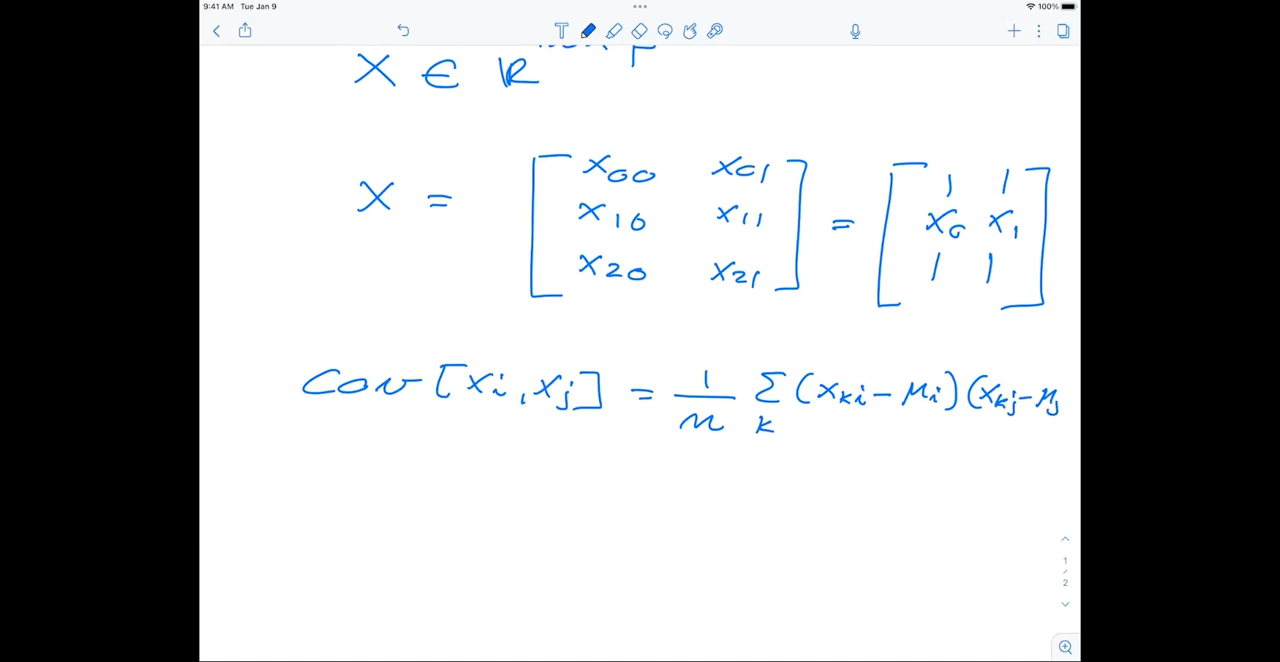 9:41 AM Tue Jan 9
100%
X ∈ ℝ
X = [ x00 x01 = [ | |
x10 x11 x0 x1
x20 x21 ] | | ]
Cov [xi, xj] = 1/n Σk (xki - μi)(xkj - μj
1
/
2